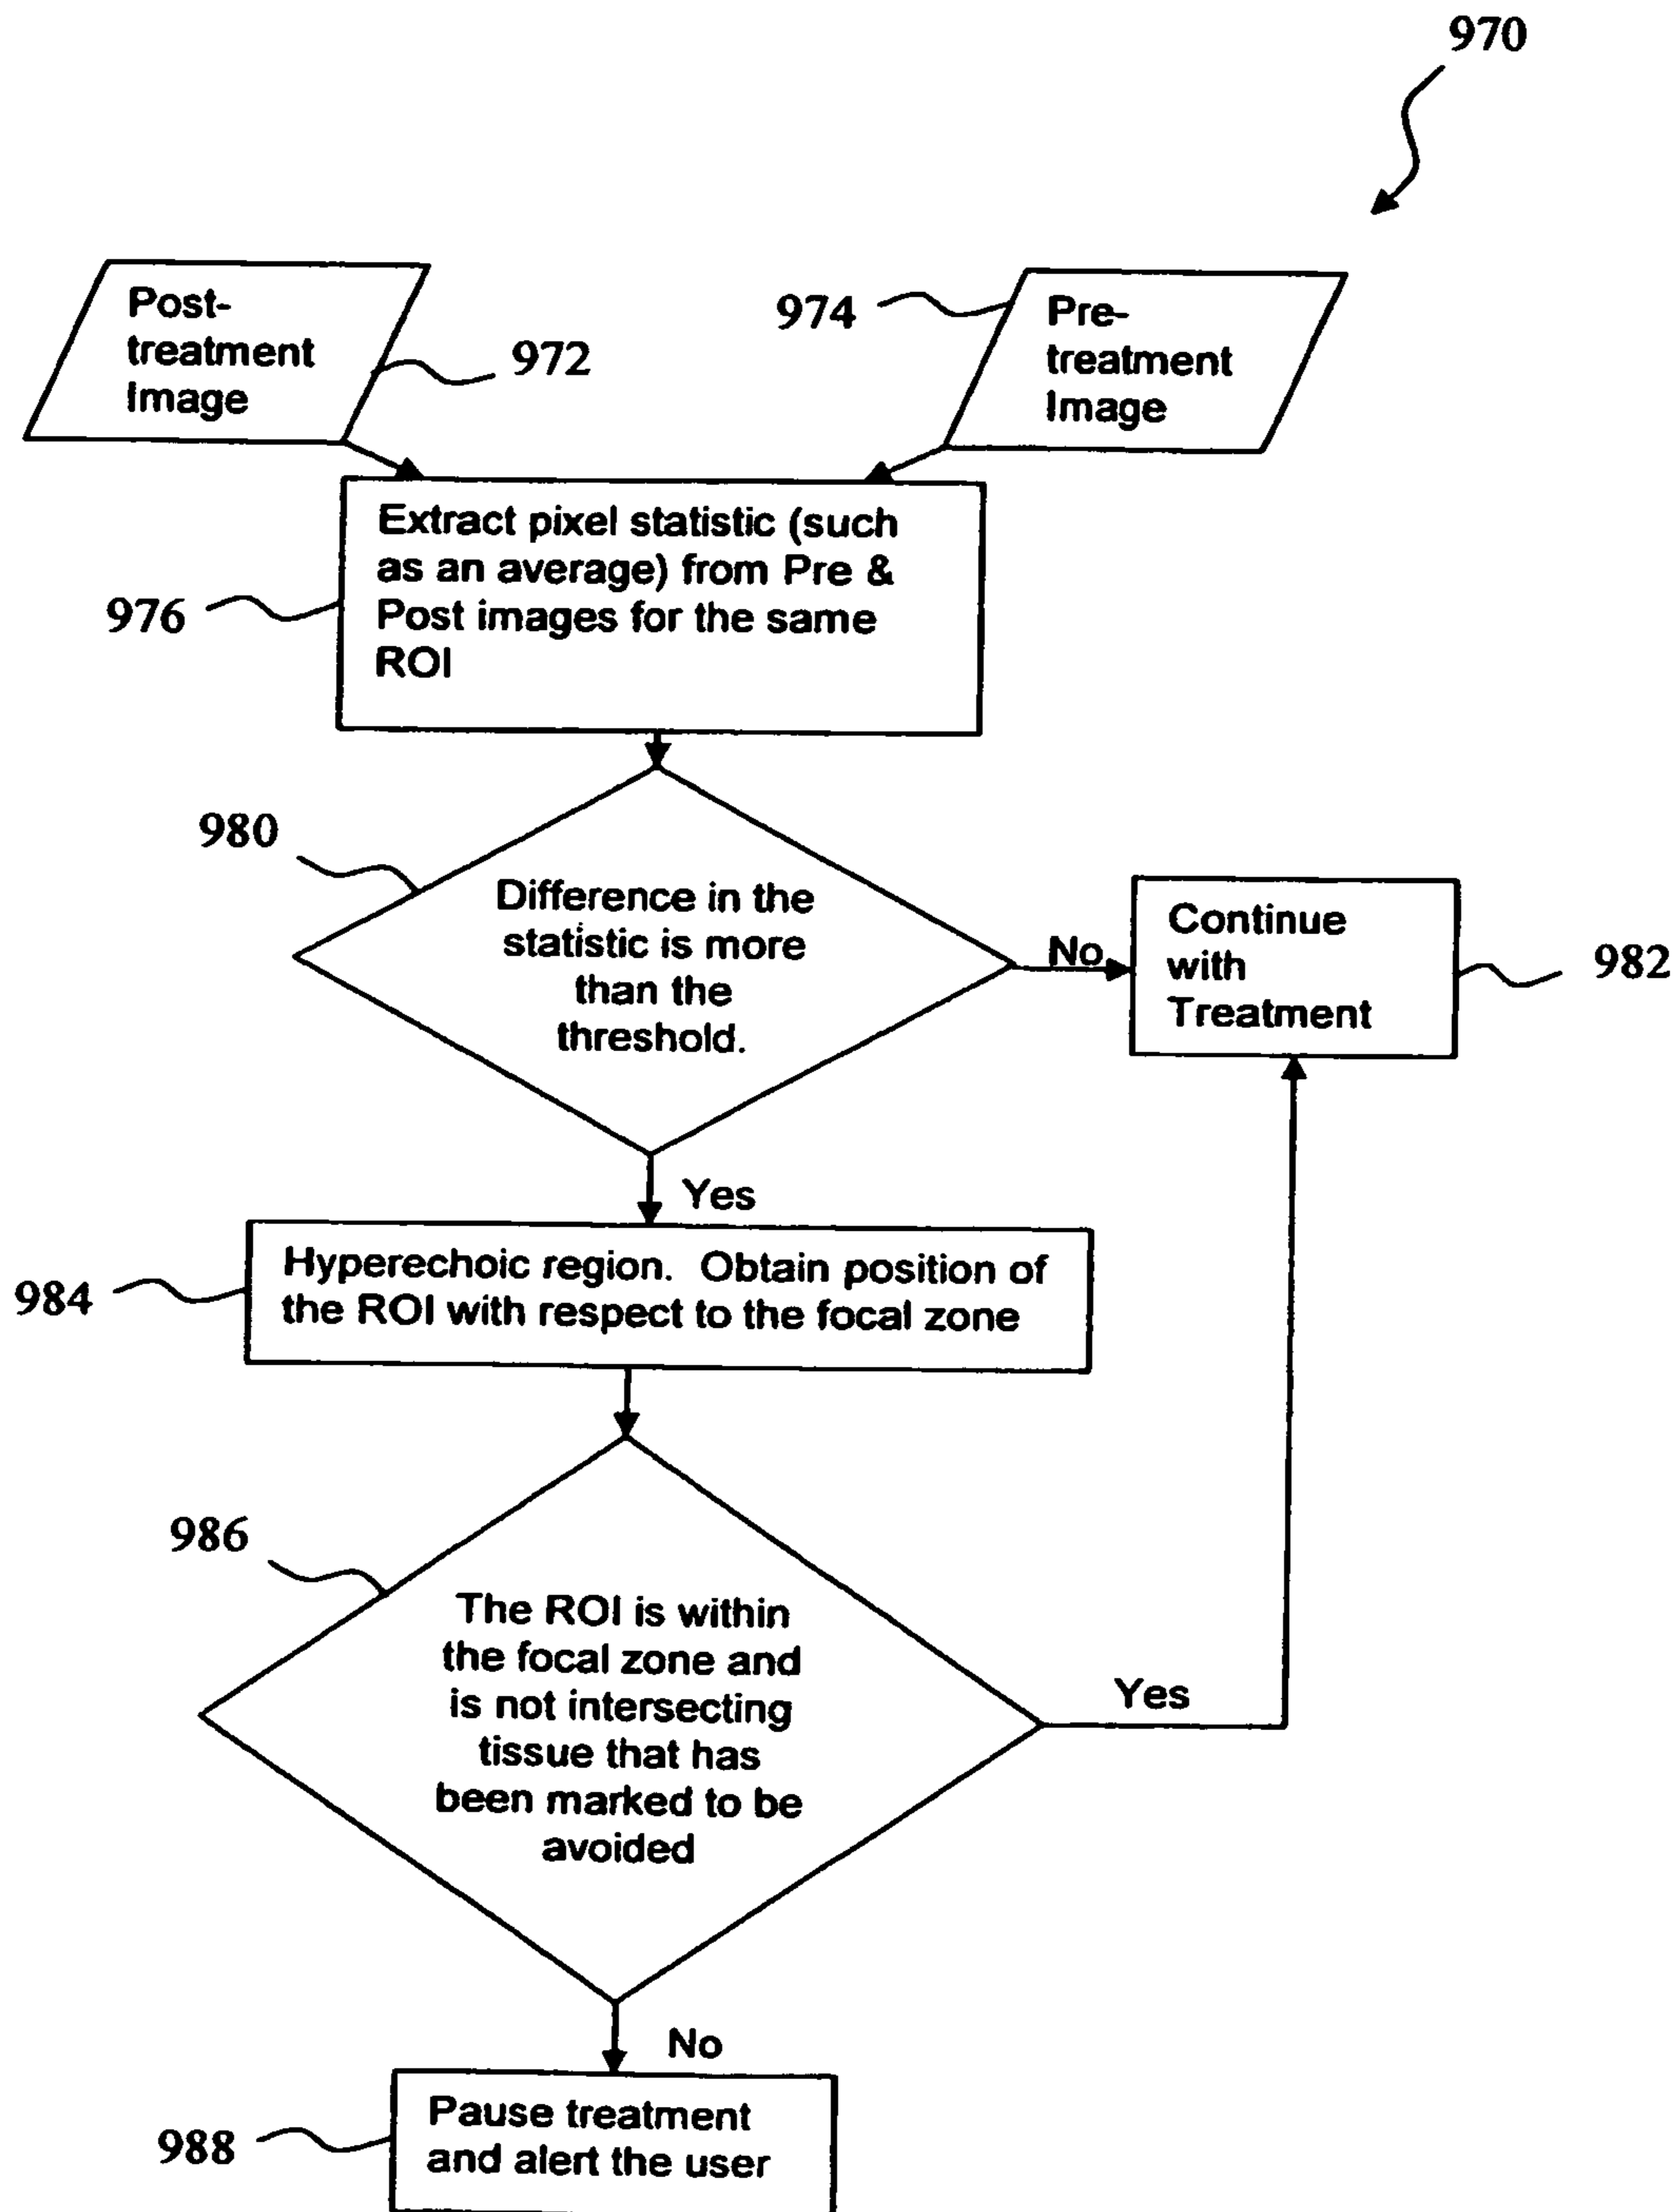 970
Post-
treatment
Image
972
974
Pre-
treatment
Image
976
Extract pixel statistic (such
as an average) from Pre &
Post images for the same
ROI
980
Difference in the
statistic is more
than the
threshold.
No
Continue
with
Treatment
982
Yes
984
Hyperechoic region. Obtain position of
the ROI with respect to the focal zone
986
The ROI is within
the focal zone and
is not intersecting
tissue that has
been marked to be
avoided
Yes
No
988
Pause treatment
and alert the user